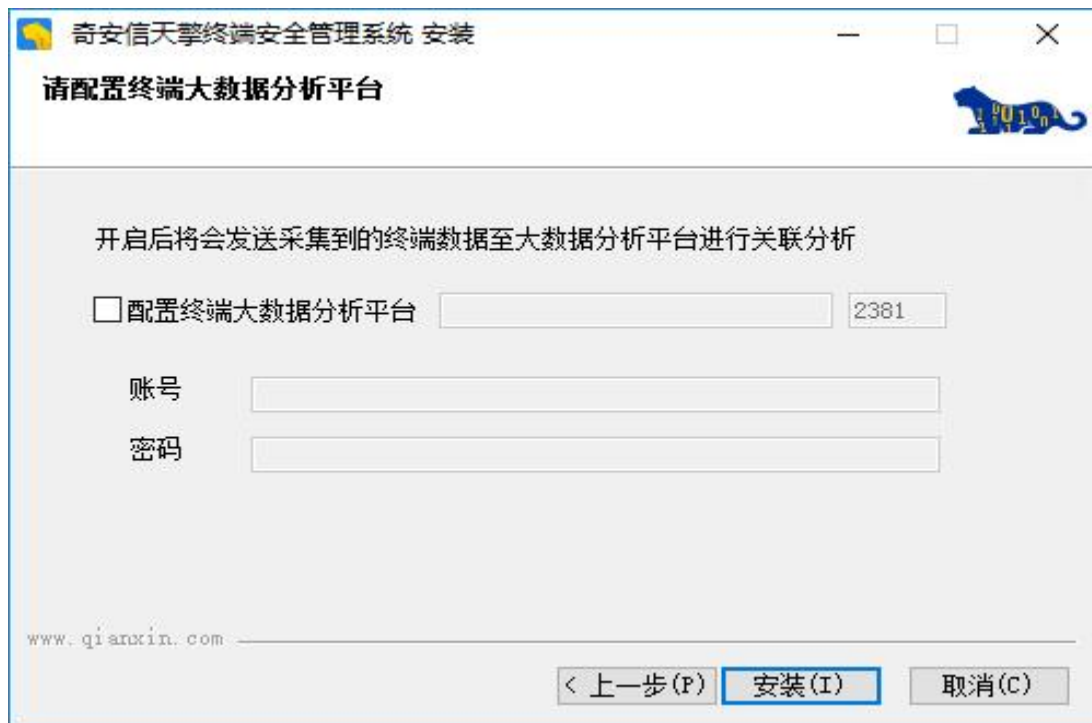 奇安信天擎终端安全管理系统 安装
请配置终端大数据分析平台
开启后将会发送采集到的终端数据至大数据分析平台进行关联分析
配置终端大数据分析平台 2381
账号
密码
www.qianxin.com
< 上一步(P) 安装(I) 取消(C)